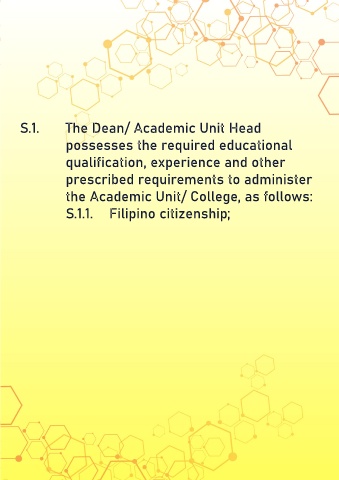 S.1. The Dean/ Academic Unit Head
possesses the required educational
qualification, experience and other
prescribed requirements to administer
the Academic Unit/ College, as follows:
S.1.1. Filipino citizenship;